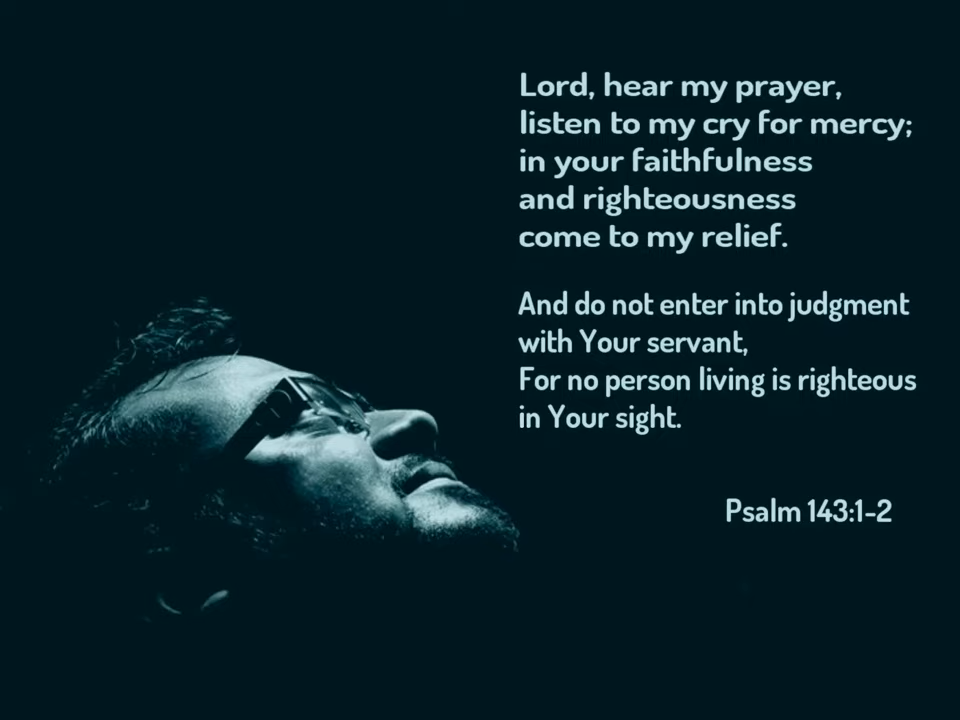 Lord, hear my prayer,
listen to my cry for mercy;
in your faithfulness
and righteousness
come to my relief.
And do not enter into judgment
with Your servant,
For no person living is righteous
in Your sight.
Psalm 143:1-2